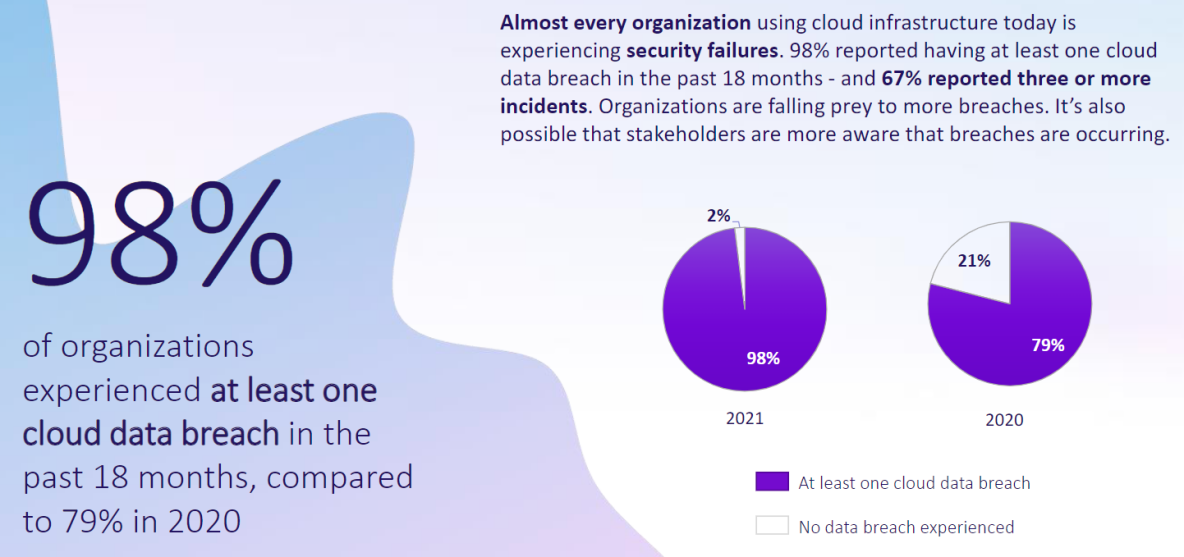 Almost every organization using cloud infrastructure today is
experiencing security failures. 98% reported having at least one cloud
data breach in the past 18 months - and 67% reported three or more
incidents. Organizations are falling prey to more breaches. It’s also
possible that stakeholders are more aware that breaches are occurring.
98%
of organizations
experienced at least one
cloud data breach in the
past 18 months, compared
to 79% in 2020
2%
98%
2021
21%
79%
2020
At least one cloud data breach
No data breach experienced